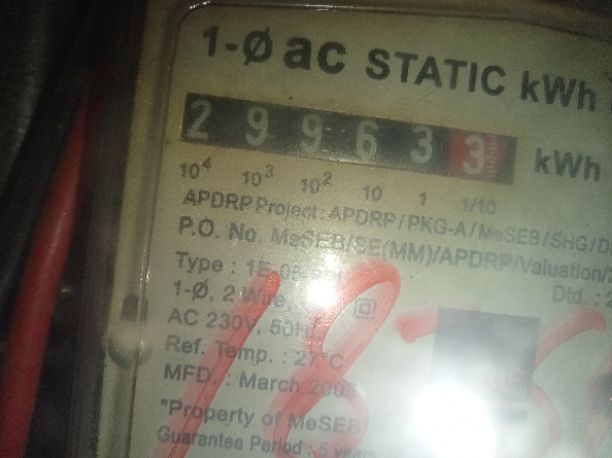 1-Ø ac STATIC kWh
2 9 9 6 3 3 kWh
10⁴ 10³ 10² 10 1 1/10
APDRP Project : APDRP / PKG-A / MeSEB / SHG /
P.O. No. MeSEB/SE(MM)/APDRP/Valuation/
Type : Dtd. :
1-Ø, 2 Wire,
AC 230V, 50Hz
Ref. Temp. : 27°C
MFD. : March
"Property of MeSEB
Guarantee Period : 5 years